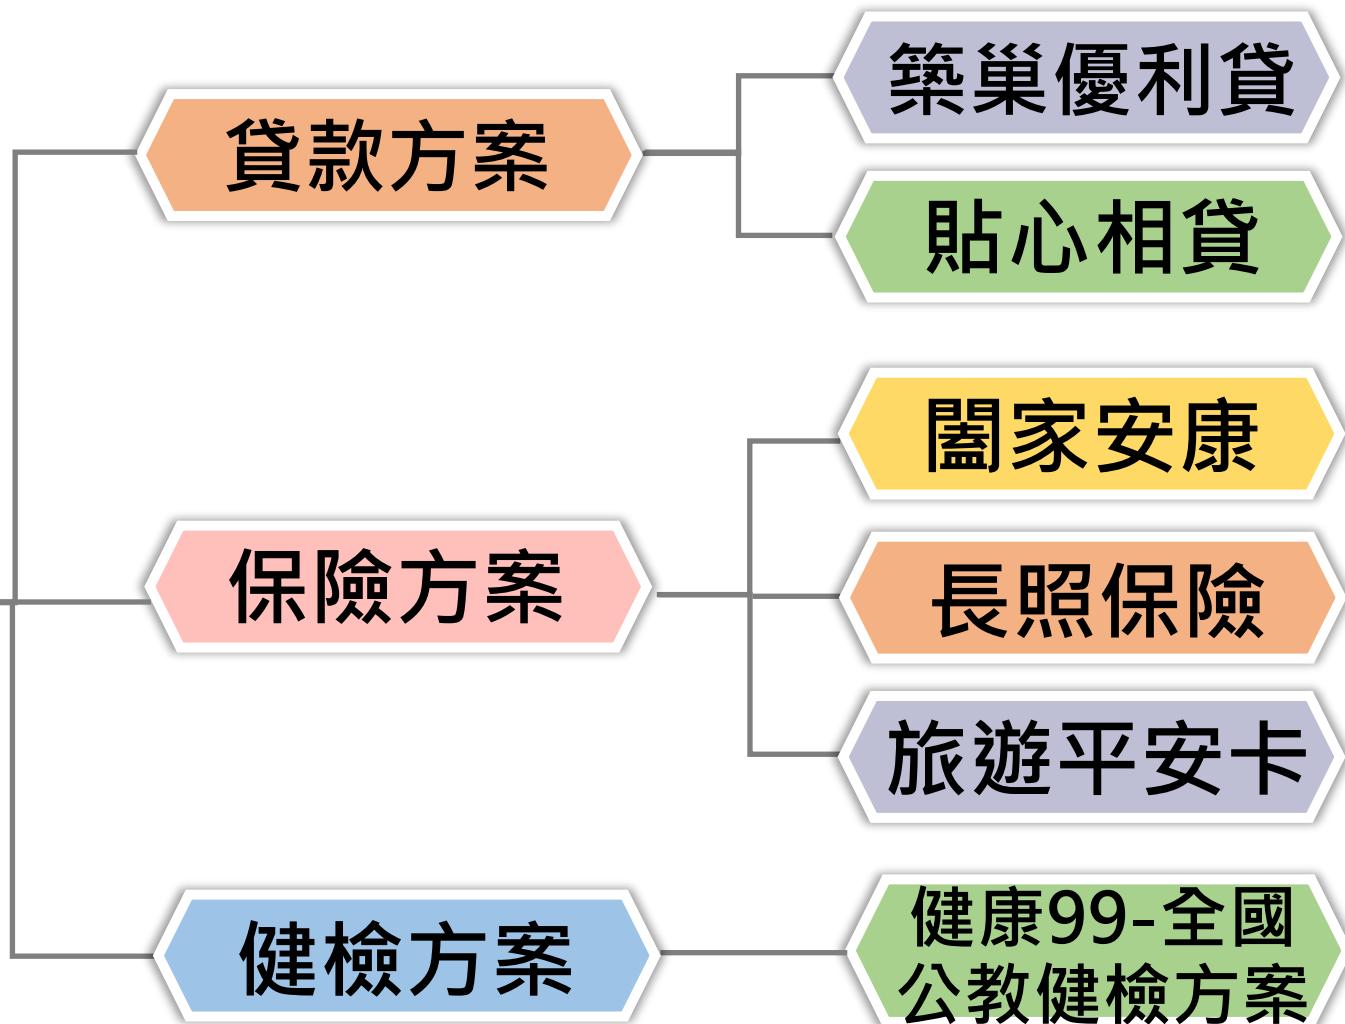 貸款方案
築巢優利貸
貼心相貸
保險方案
闔家安康
長照保險
旅遊平安卡
健檢方案
健康99-全國
公教健檢方案